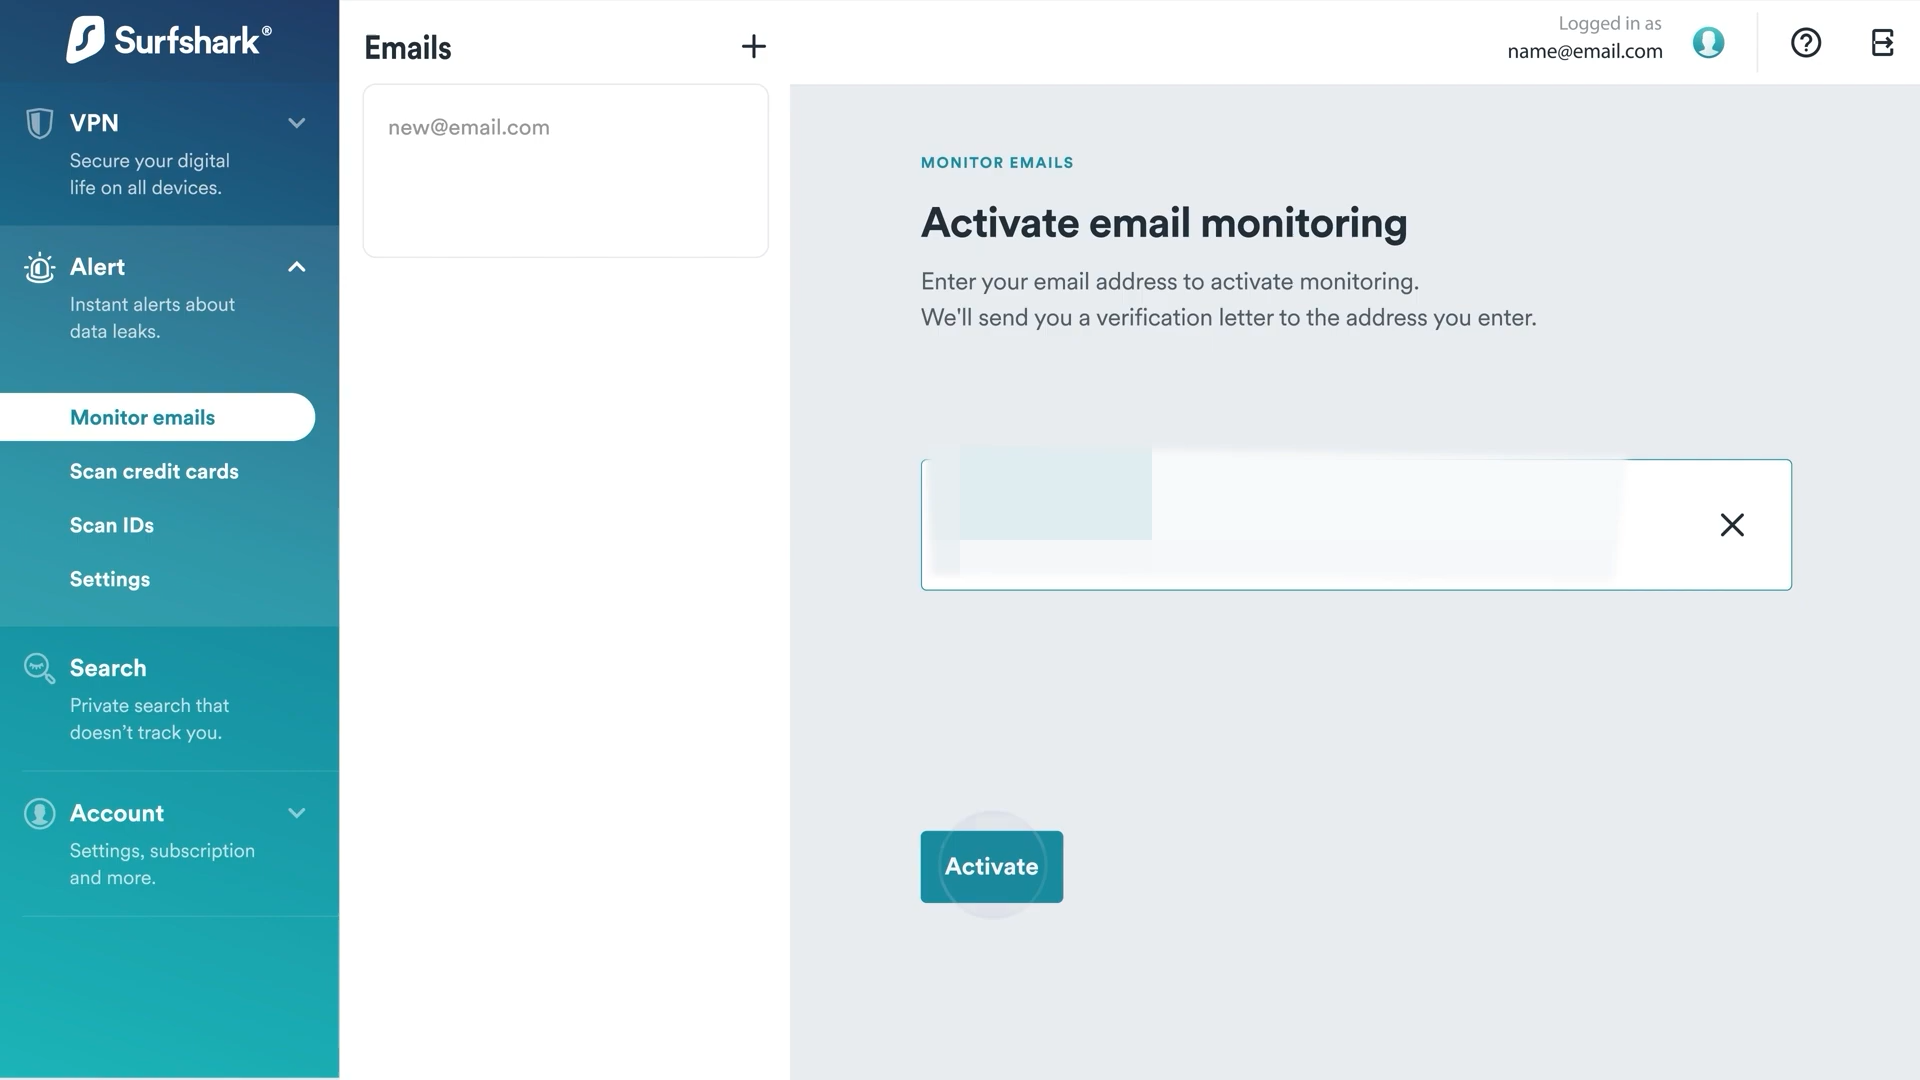 Surfshark®
VPN
Secure your digital
life on all devices.
Alert
Instant alerts about
data leaks.
Monitor emails
Scan credit cards
Scan IDs
Settings
Search
Private search that
doesn’t track you.
Account
Settings, subscription
and more.
Emails
new@email.com
Logged in as
name@email.com
MONITOR EMAILS
Activate email monitoring
Enter your email address to activate monitoring.
We'll send you a verification letter to the address you enter.
Activate